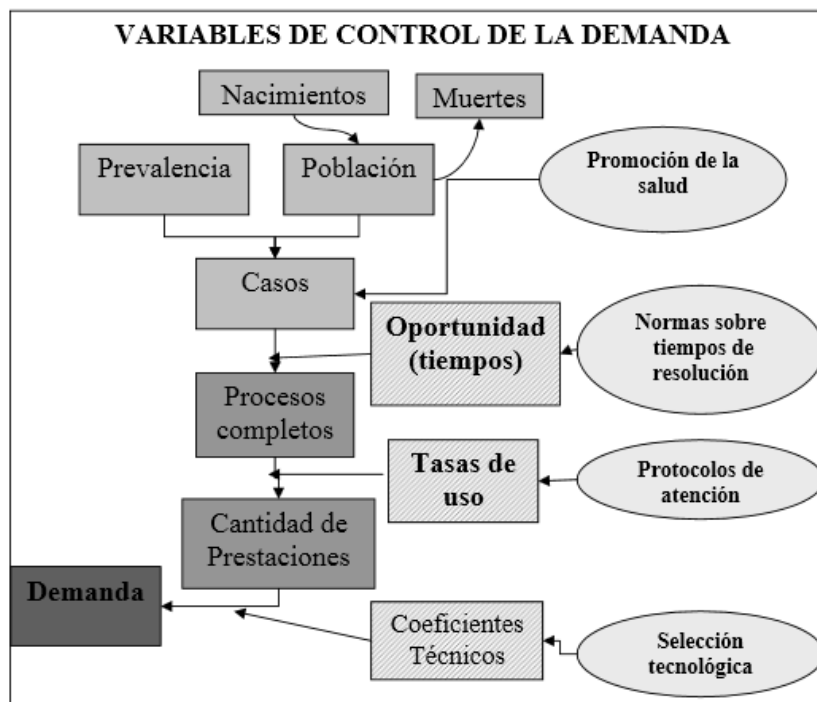 VARIABLES DE CONTROL DE LA DEMANDA
Nacimientos
Muertes
Prevalencia
Población
Promoción de la
salud
Casos
Oportunidad
(tiempos)
Normas sobre
tiempos de
resolución
Procesos
completos
Tasas de
uso
Protocolos de
atención
Cantidad de
Prestaciones
Demanda
Coeficientes
Técnicos
Selección
tecnológica